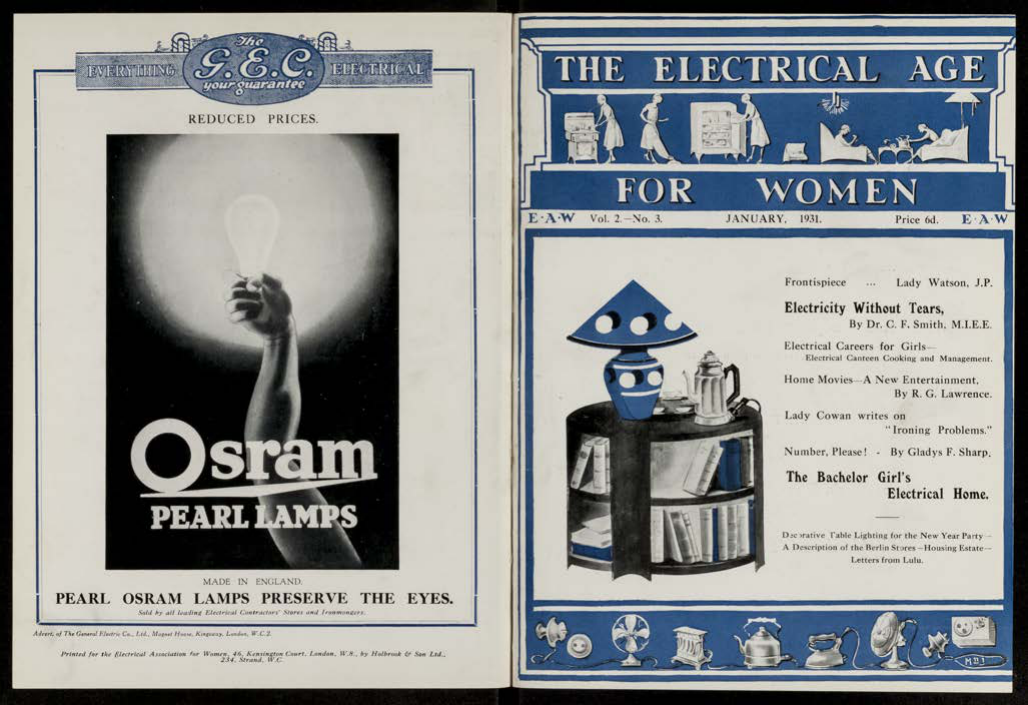 The
EVERYTHING G.E.C. ELECTRICAL
your guarantee
REDUCED PRICES.
Osram
PEARL LAMPS
MADE IN ENGLAND.
PEARL OSRAM LAMPS PRESERVE THE EYES.
Sold by all leading Electrical Contractors' Stores and Ironmongers.
Advert. of The General Electric Co., Ltd., Magnet House, Kingsway, London, W.C.2.
Printed for the Electrical Association for Women, 46, Kensington Court, London, W.8., by Holbrook & Son Ltd.,
234, Strand, W.C.
THE ELECTRICAL AGE
FOR WOMEN
E·A·W Vol. 2.—No. 3. JANUARY, 1931. Price 6d. E·A·W
Frontispiece ... Lady Watson, J.P.
Electricity Without Tears,
By Dr. C. F. Smith, M.I.E.E.
Electrical Careers for Girls—
Electrical Canteen Cooking and Management.
Home Movies—A New Entertainment,
By R. G. Lawrence.
Lady Cowan writes on
"Ironing Problems."
Number, Please! - By Gladys F. Sharp.
The Bachelor Girl's
Electrical Home.
Decorative Table Lighting for the New Year Party—
A Description of the Berlin Stores—Housing Estate—
Letters from Lulu.